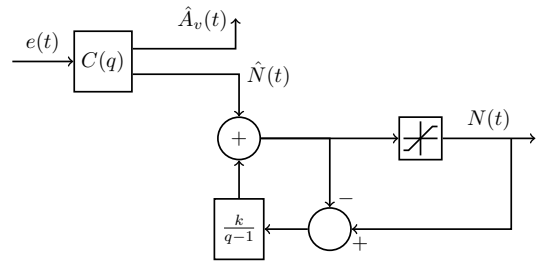 Â_v(t)
e(t)
C(q)
N̂(t)
+
N(t)
−
k/(q−1)
+